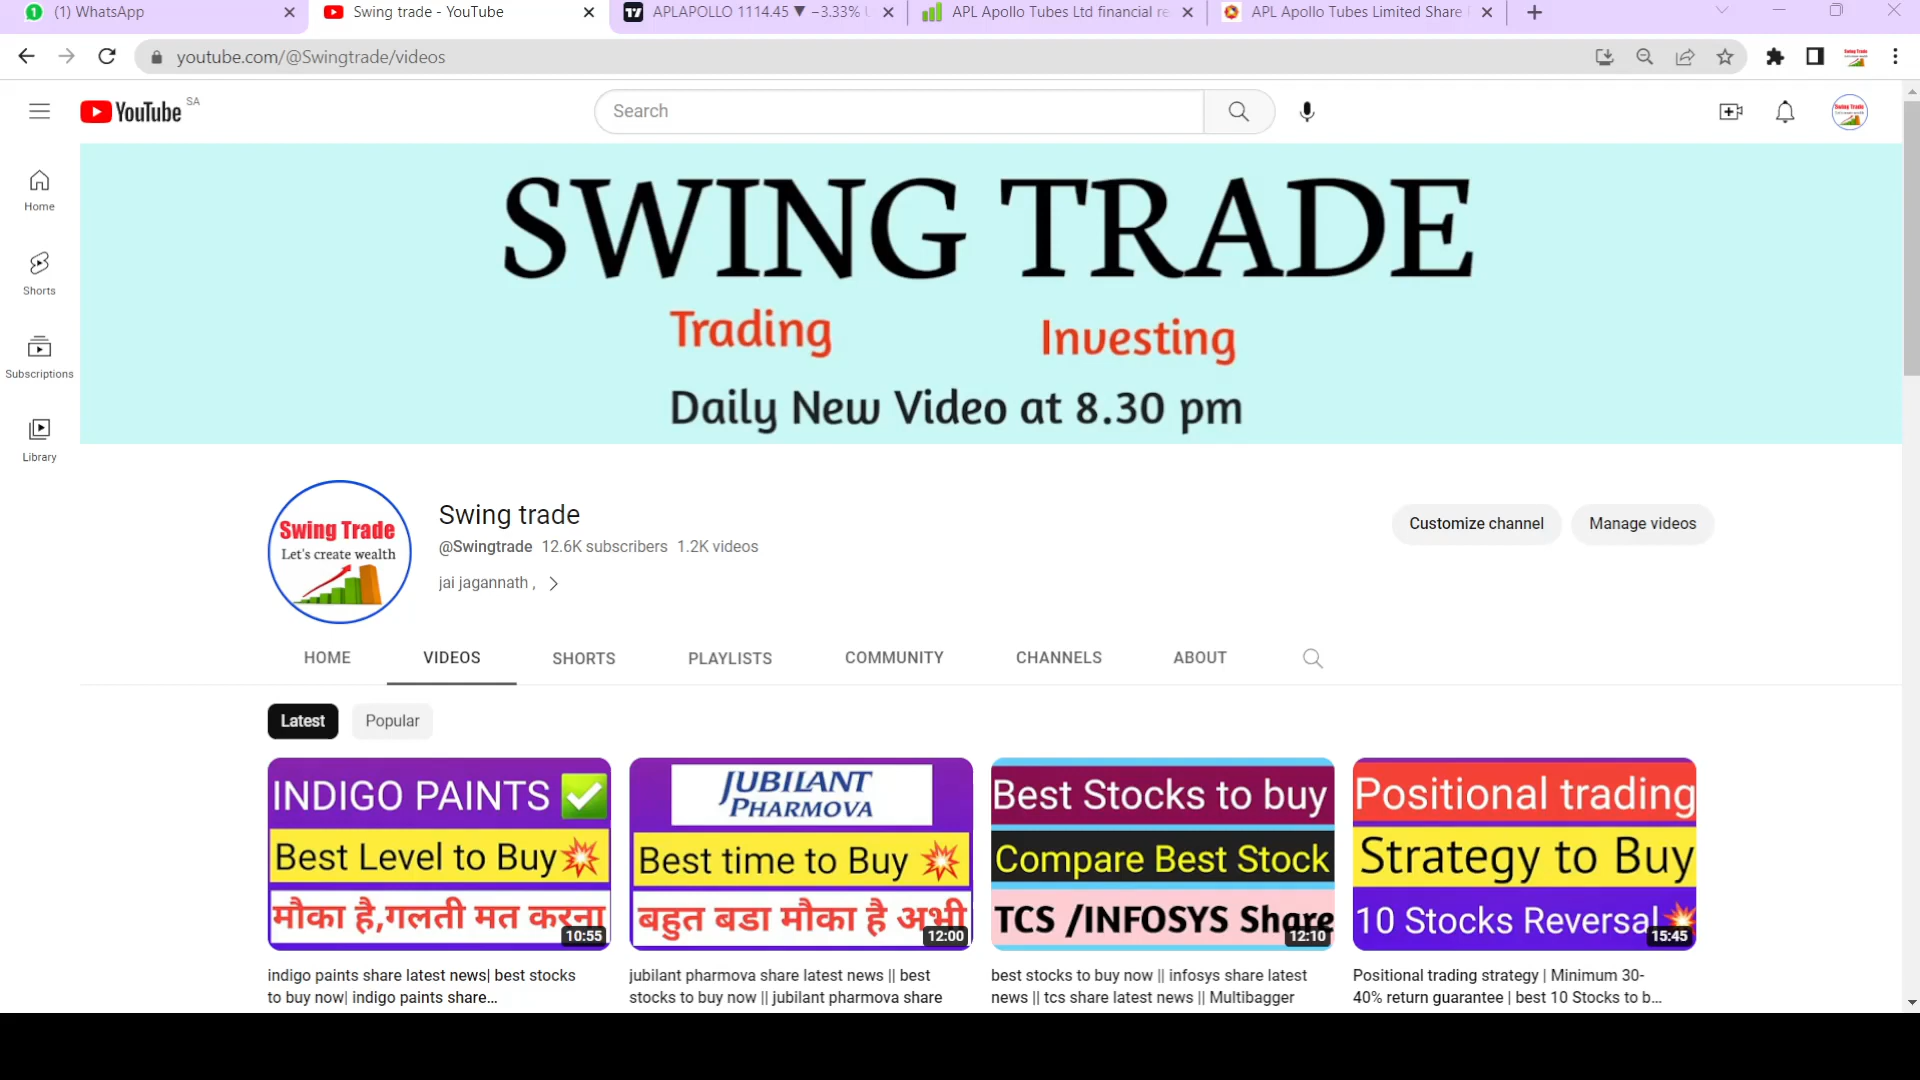 (1) WhatsApp
Swing trade - YouTube
APLAPOLLO 1114.45 ▼ −3.33%
APL Apollo Tubes Ltd financial re
APL Apollo Tubes Limited Share
youtube.com/@Swingtrade/videos
YouTube SA
Search
Home
Shorts
Subscriptions
Library
SWING TRADE
Trading Investing
Daily New Video at 8.30 pm
Swing Trade
Let's create wealth
Swing trade
@Swingtrade 12.6K subscribers 1.2K videos
jai jagannath ,
Customize channel
Manage videos
HOME VIDEOS SHORTS PLAYLISTS COMMUNITY CHANNELS ABOUT
Latest Popular
INDIGO PAINTS ✅
Best Level to Buy💥
मौका है,गलती मत करना
10:55
indigo paints share latest news| best stocks
to buy now| indigo paints share...
JUBILANT
PHARMOVA
Best time to Buy 💥
बहुत बडा मौका है अभी
12:00
jubilant pharmova share latest news || best
stocks to buy now || jubilant pharmova share
Best Stocks to buy
Compare Best Stock
TCS /INFOSYS Share
12:10
best stocks to buy now || infosys share latest
news || tcs share latest news || Multibagger
Positional trading
Strategy to Buy
10 Stocks Reversal💥
15:45
Positional trading strategy | Minimum 30-
40% return guarantee | best 10 Stocks to b...